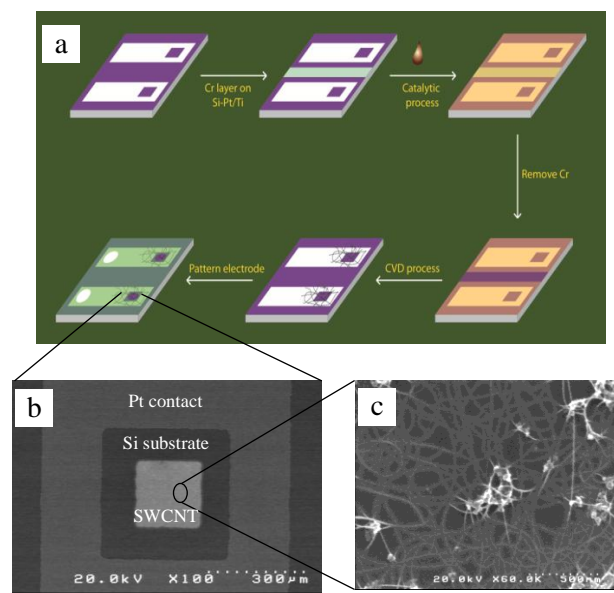 a
Cr layer on
Si-Pt/Ti
Catalytic
process
Remove Cr
CVD process
Pattern electrode
b
Pt contact
Si substrate
SWCNT
20.0kV X100 300μm
c
20.0kV X60.0K 500nm